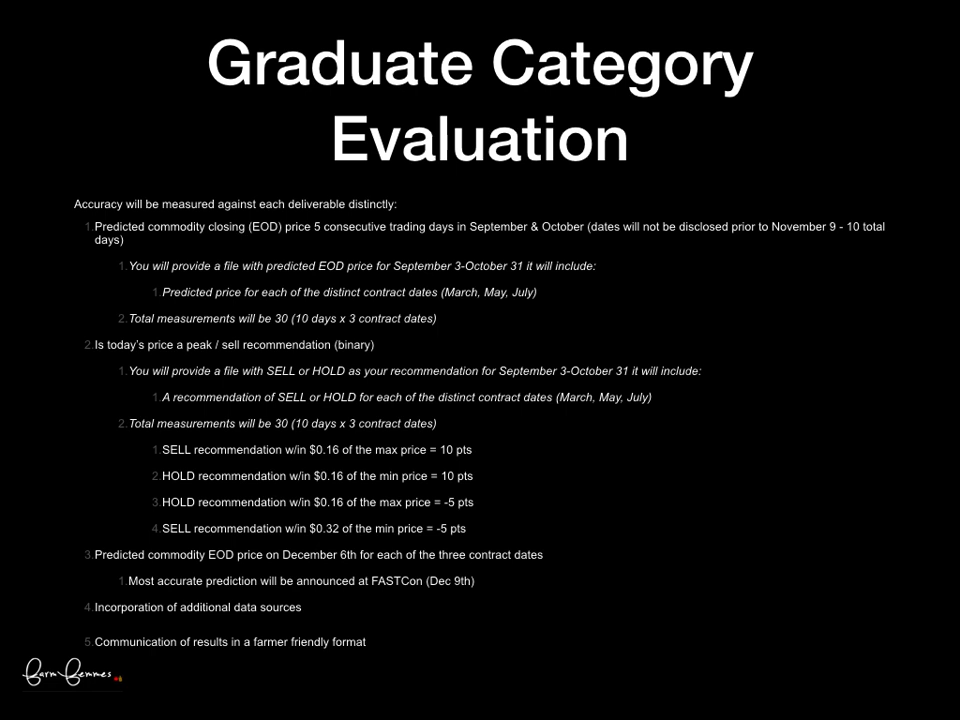 Graduate Category
Evaluation
Accuracy will be measured against each deliverable distinctly:
1. Predicted commodity closing (EOD) price 5 consecutive trading days in September & October (dates will not be disclosed prior to November 9 - 10 total
days)
1. You will provide a file with predicted EOD price for September 3-October 31 it will include:
1. Predicted price for each of the distinct contract dates (March, May, July)
2. Total measurements will be 30 (10 days x 3 contract dates)
2. Is today's price a peak / sell recommendation (binary)
1. You will provide a file with SELL or HOLD as your recommendation for September 3-October 31 it will include:
1. A recommendation of SELL or HOLD for each of the distinct contract dates (March, May, July)
2. Total measurements will be 30 (10 days x 3 contract dates)
1. SELL recommendation w/in $0.16 of the max price = 10 pts
2. HOLD recommendation w/in $0.16 of the min price = 10 pts
3. HOLD recommendation w/in $0.16 of the max price = -5 pts
4. SELL recommendation w/in $0.32 of the min price = -5 pts
3. Predicted commodity EOD price on December 6th for each of the three contract dates
1. Most accurate prediction will be announced at FASTCon (Dec 9th)
4. Incorporation of additional data sources
5. Communication of results in a farmer friendly format
Farm Femmes